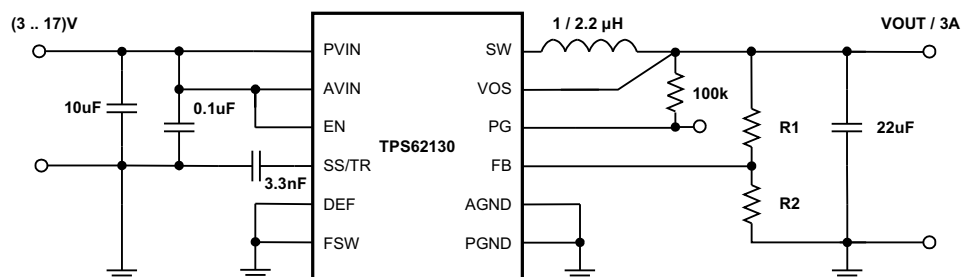 (3 .. 17)V
1 / 2.2 µH
VOUT / 3A
PVIN
SW
AVIN
VOS
10uF
0.1uF
100k
EN
PG
R1
22uF
TPS62130
SS/TR
FB
3.3nF
DEF
AGND
R2
FSW
PGND